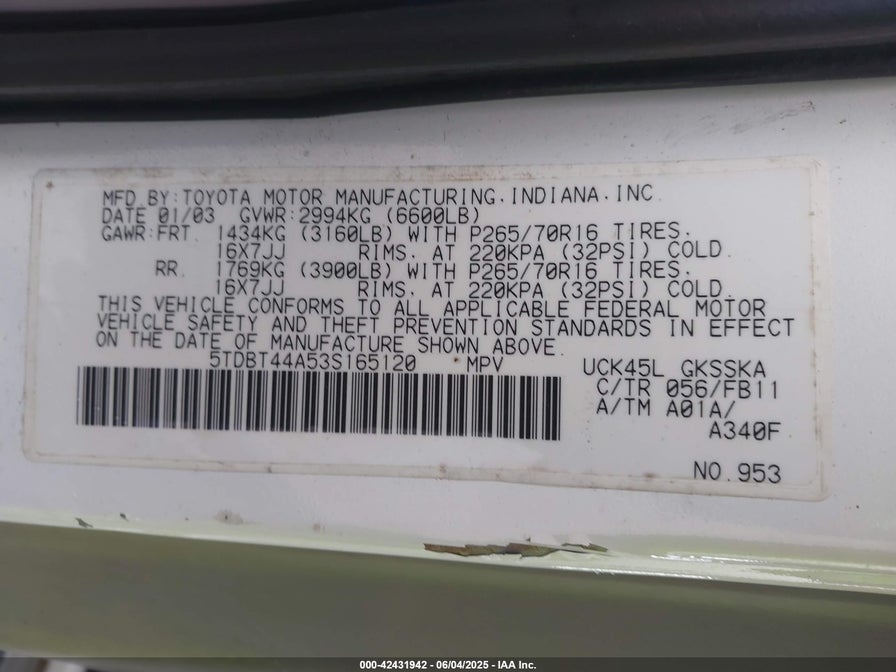 MFD.BY:TOYOTA MOTOR MANUFACTURING.INDIANA.INC.
DATE 01/03 GVWR:2994KG (6600LB)
GAWR:FRT. 1434KG (3160LB) WITH P265/70R16 TIRES.
16X7JJ RIMS. AT 220KPA (32PSI) COLD.
RR. 1769KG (3900LB) WITH P265/70R16 TIRES.
16X7JJ RIMS. AT 220KPA (32PSI) COLD.
THIS VEHICLE CONFORMS TO ALL APPLICABLE FEDERAL MOTOR
VEHICLE SAFETY AND THEFT PREVENTION STANDARDS IN EFFECT
ON THE DATE OF MANUFACTURE SHOWN ABOVE.
5TDBT44A53S165120 MPV UCK45L GKSSKA
C/TR 056/FB11
A/TM A01A/
A340F
NO.953
000-42431942 - 06/04/2025 - IAA Inc.